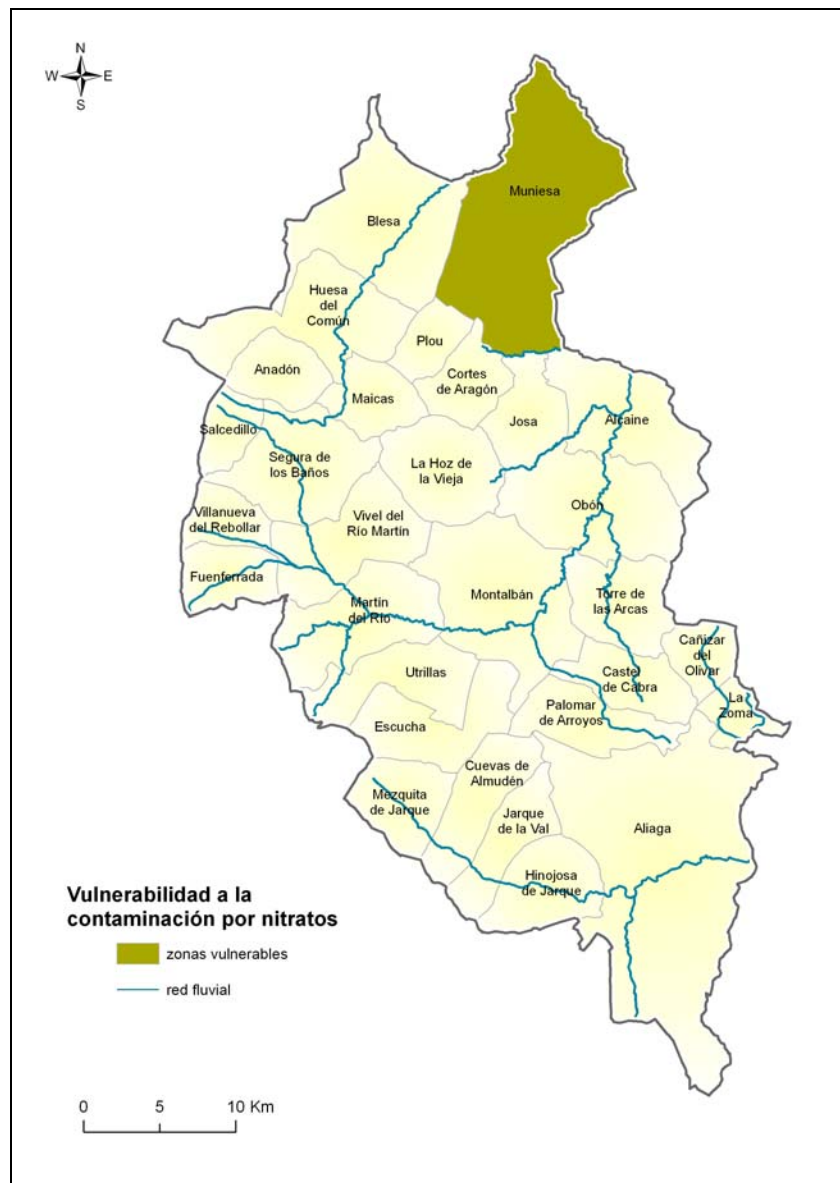 N
W E
S
Muniesa
Blesa
Huesa
del
Común
Plou
Anadón
Cortes
de Aragón
Maicas
Josa
Alcaine
Salcedillo
La Hoz de
la Vieja
Segura de
los Baños
Obón
Villanueva
del Rebollar
Vivel del
Río Martín
Fuenferrada
Montalbán
Torre de
las Arcas
Martín
del Río
Cañizar
del
Olivar
Utrillas
Castel
de Cabra
La
Zoma
Palomar
de Arroyos
Escucha
Cuevas de
Almudén
Mezquita
de Jarque
Jarque
de la Val
Aliaga
Hinojosa
de Jarque
Vulnerabilidad a la
contaminación por nitratos
zonas vulnerables
red fluvial
0 5 10 Km